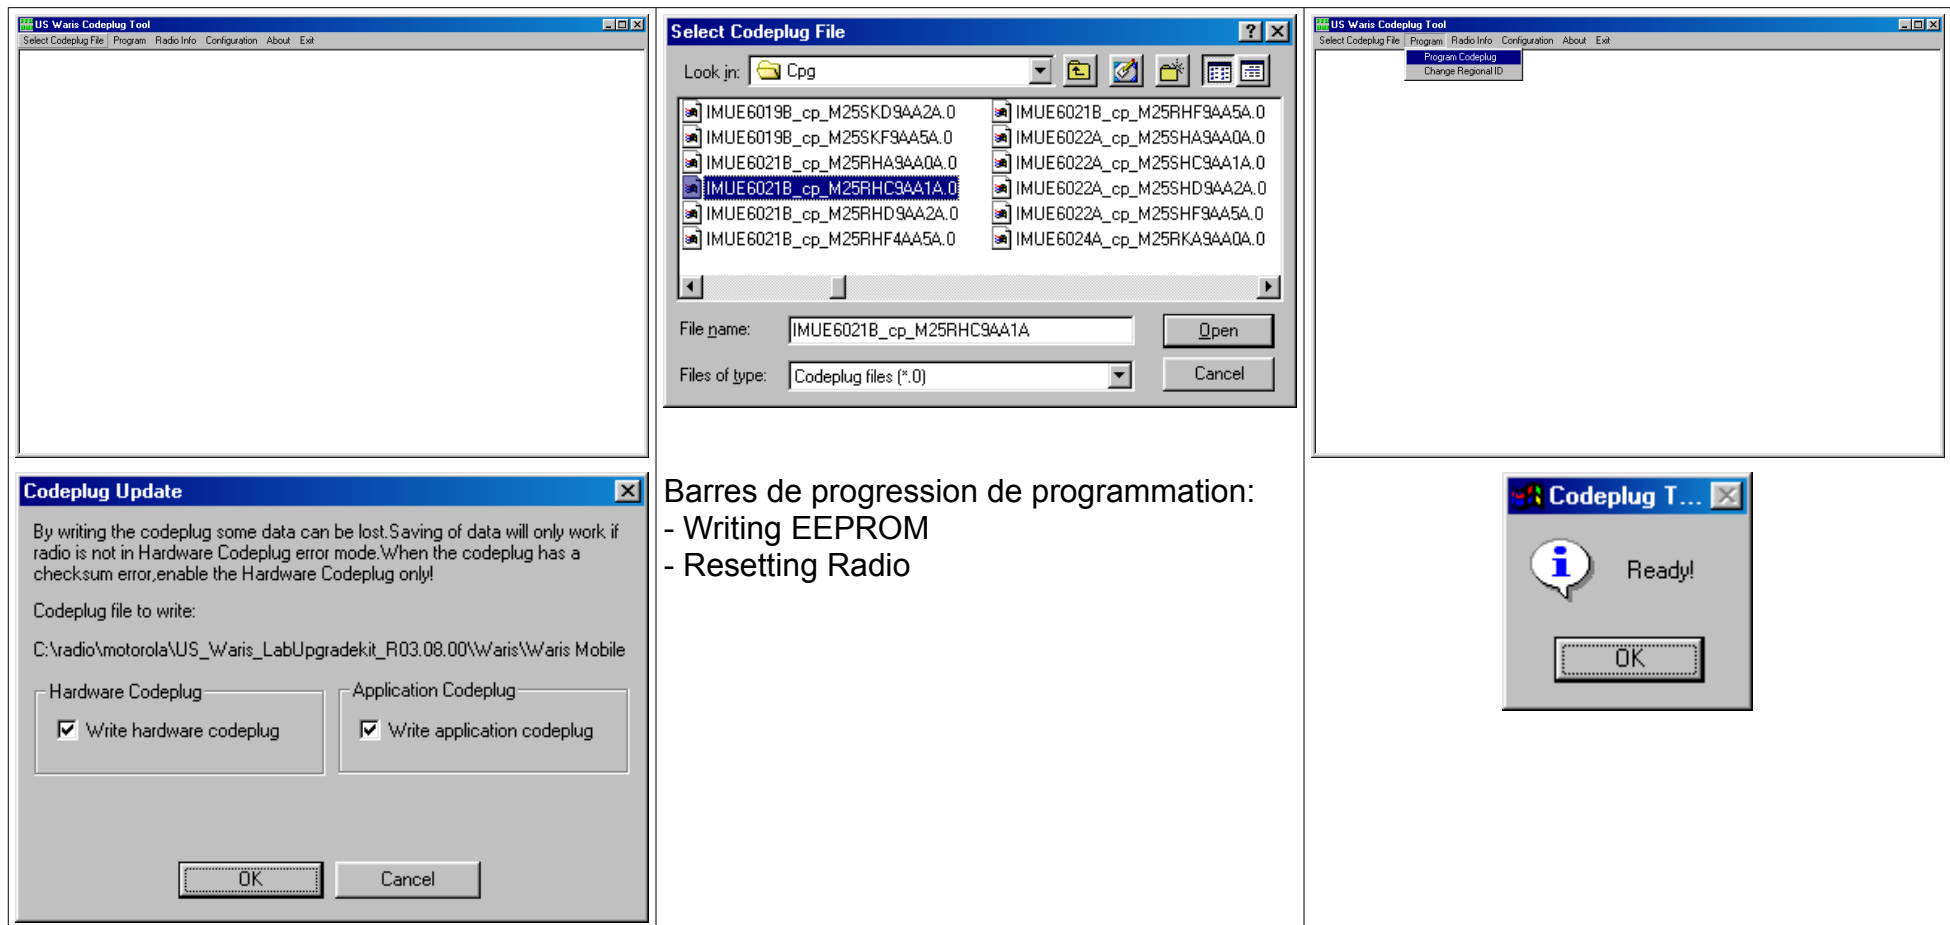 US Waris Codeplug Tool
Select Codeplug File Program Radio Info Configuration About Exit
Select Codeplug File
Look in: Cpg
IMUE6019B_cp_M25SKD9AA2A.0
IMUE6019B_cp_M25SKF9AA5A.0
IMUE6021B_cp_M25RHA9AA0A.0
IMUE6021B_cp_M25RHC9AA1A.0
IMUE6021B_cp_M25RHD9AA2A.0
IMUE6021B_cp_M25RHF4AA5A.0
IMUE6021B_cp_M25RHF9AA5A.0
IMUE6022A_cp_M25SHA9AA0A.0
IMUE6022A_cp_M25SHC9AA1A.0
IMUE6022A_cp_M25SHD9AA2A.0
IMUE6022A_cp_M25SHF9AA5A.0
IMUE6024A_cp_M25RKA9AA0A.0
File name: IMUE6021B_cp_M25RHC9AA1A Open
Files of type: Codeplug files (*.0) Cancel
US Waris Codeplug Tool
Select Codeplug File Program Radio Info Configuration About Exit
Program Codeplug
Change Regional ID
Codeplug Update
By writing the codeplug some data can be lost.Saving of data will only work if
radio is not in Hardware Codeplug error mode.When the codeplug has a
checksum error,enable the Hardware Codeplug only!
Codeplug file to write:
C:\radio\motorola\US_Waris_LabUpgradekit_R03.08.00\Waris\Waris Mobile
Hardware Codeplug Application Codeplug
Write hardware codeplug Write application codeplug
OK Cancel
Barres de progression de programmation:
- Writing EEPROM
- Resetting Radio
Codeplug T...
Ready!
OK